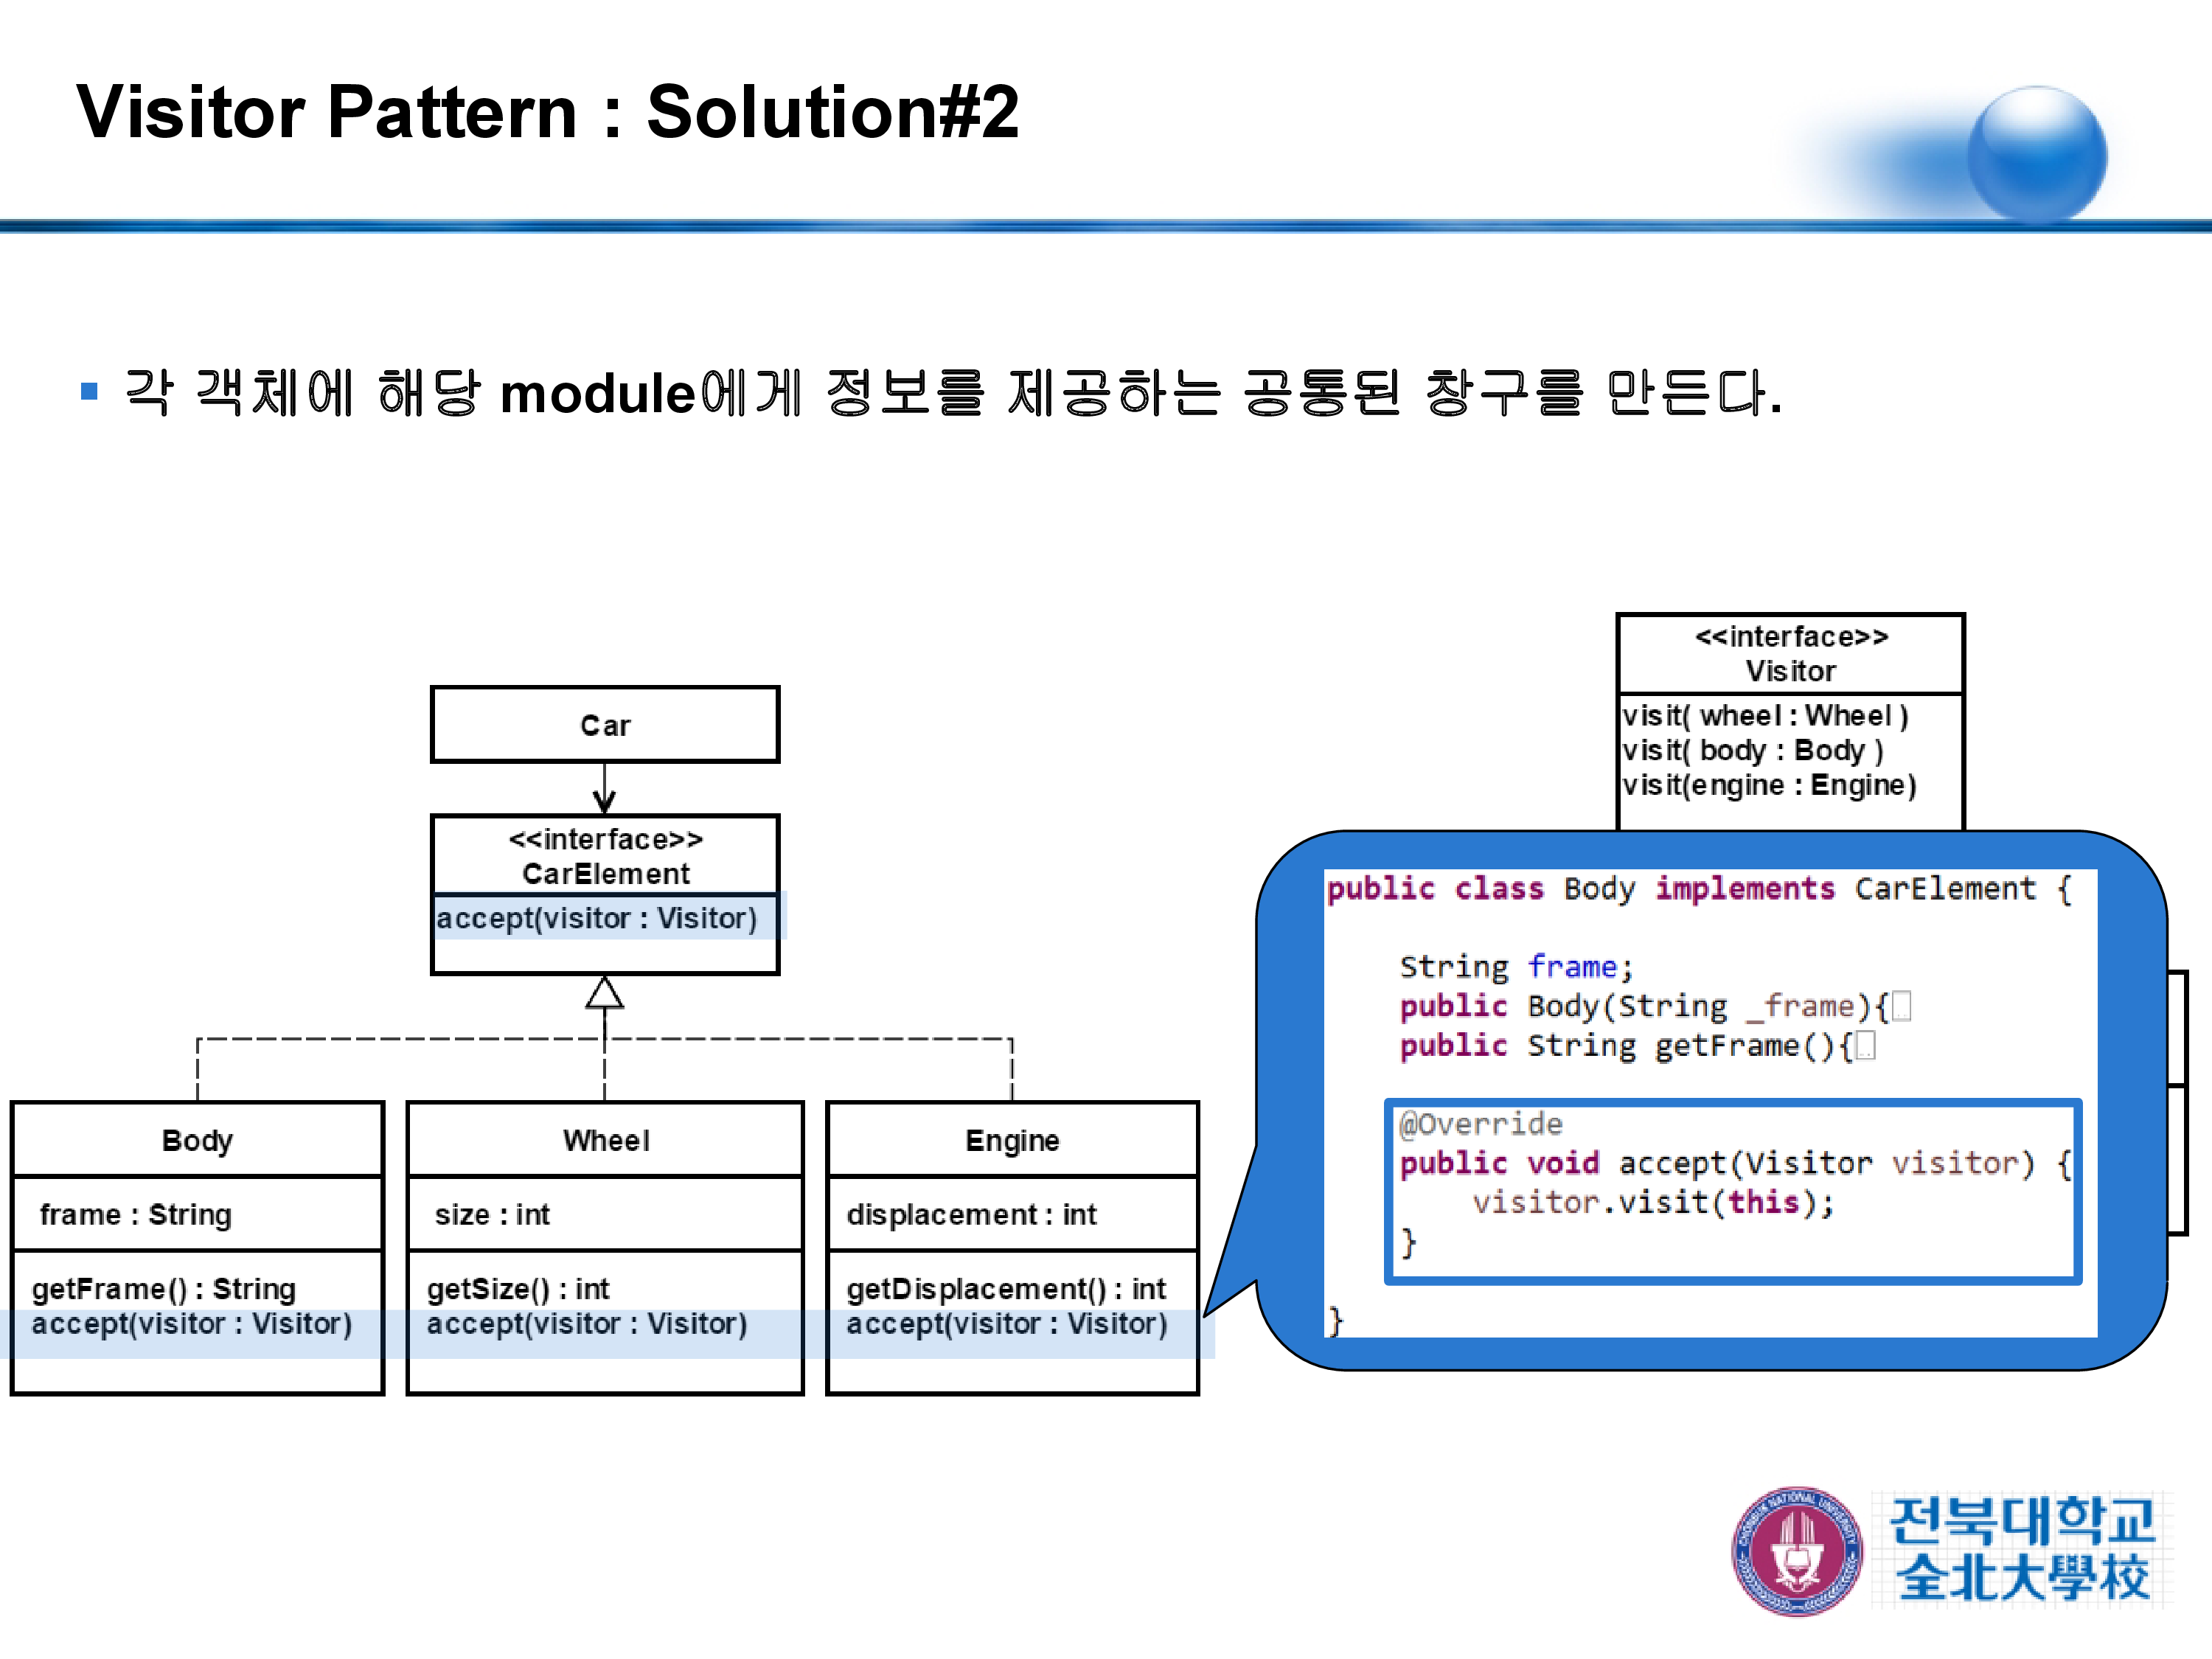 Visitor Pattern : Solution#2
각 객체에 해당 module에게 정보를 제공하는 공통된 창구를 만든다.
Car
<<interface>>
CarElement
accept(visitor : Visitor)
Body
frame : String
getFrame() : String
accept(visitor : Visitor)
Wheel
size : int
getSize() : int
accept(visitor : Visitor)
Engine
displacement : int
getDisplacement() : int
accept(visitor : Visitor)
<<interface>>
Visitor
visit( wheel : Wheel )
visit( body : Body )
visit(engine : Engine)
public class Body implements CarElement {
String frame;
public Body(String _frame){
public String getFrame(){
@Override
public void accept(Visitor visitor) {
visitor.visit(this);
}
}
CHONBUK NATIONAL UNIVERSITY
전북대학교
全北大學校